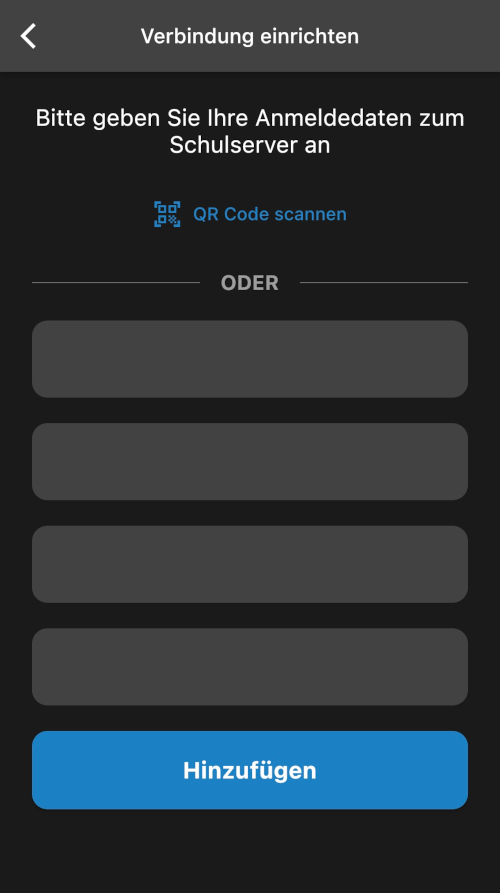 Verbindung einrichten
Bitte geben Sie Ihre Anmeldedaten zum
Schulserver an
QR Code scannen
ODER
Hinzufügen